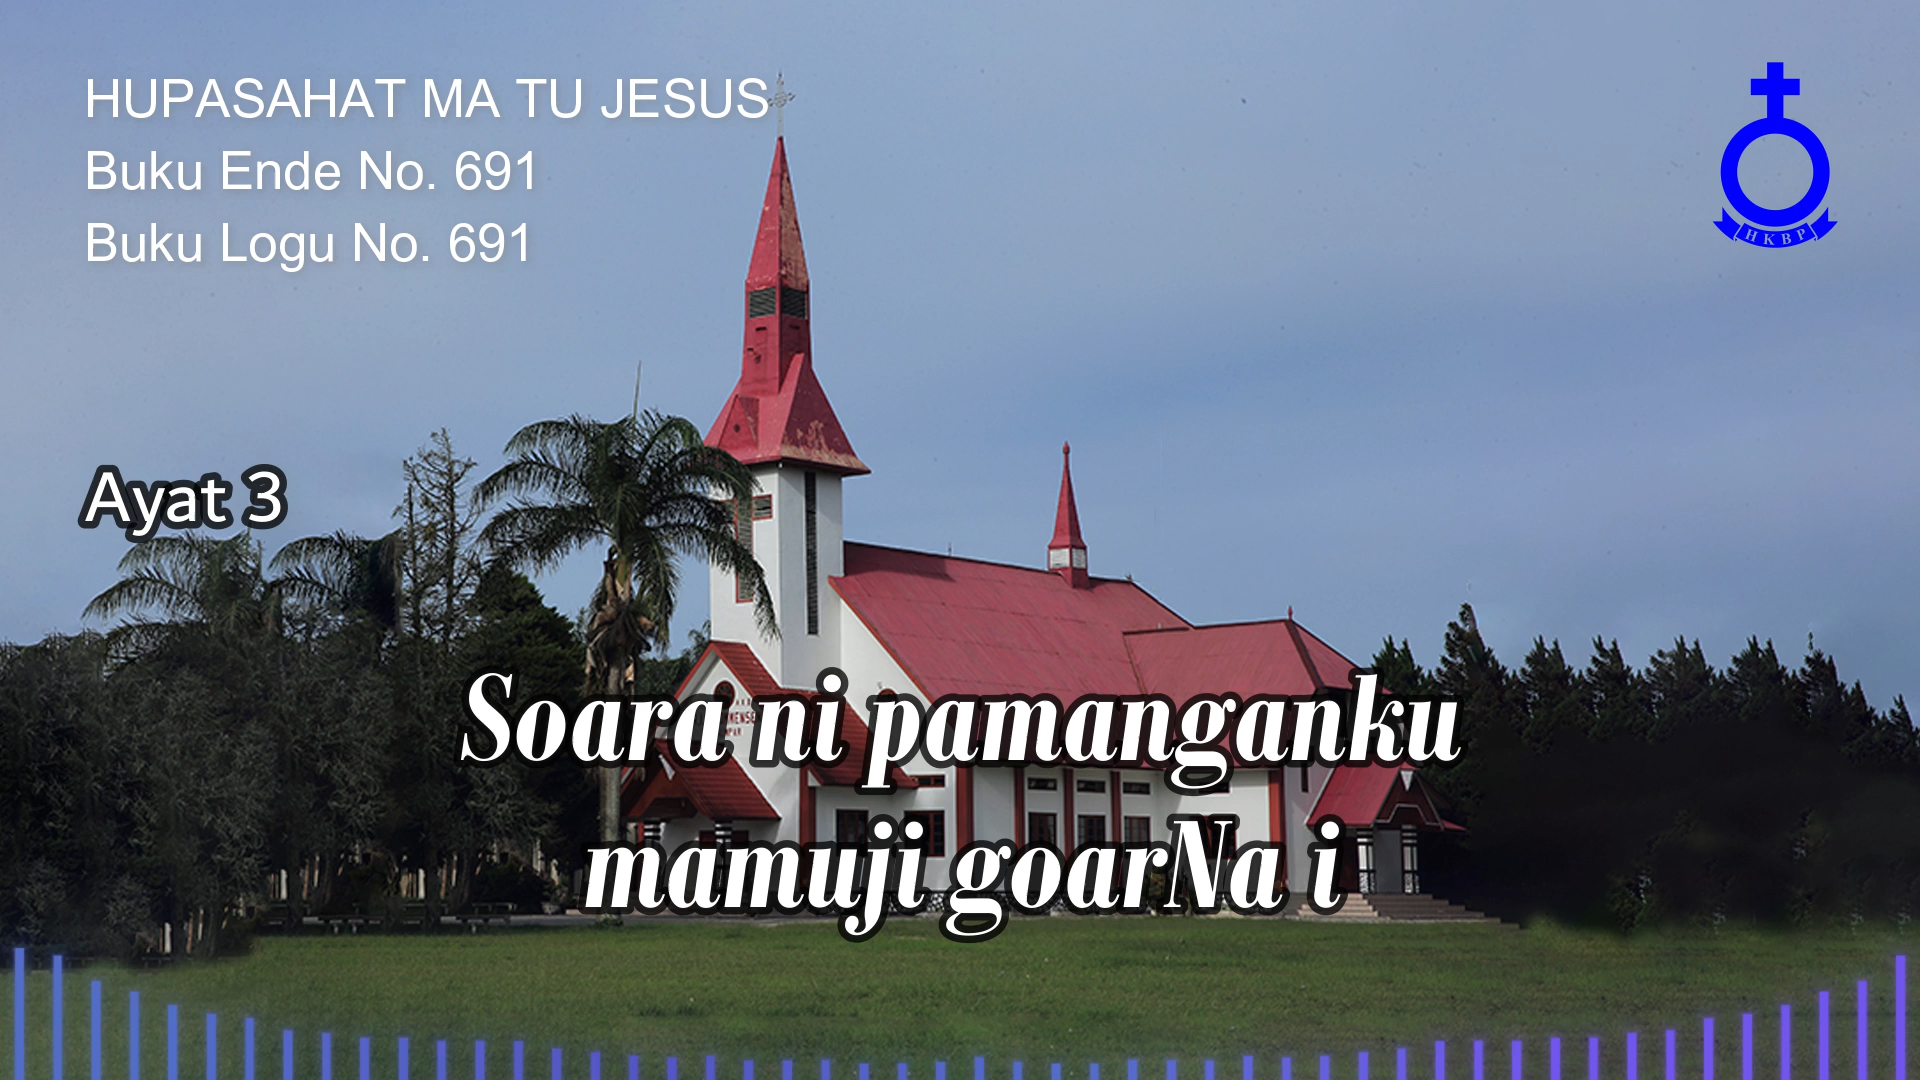 HUPASAHAT MA TU JESUS
Buku Ende No. 691
Buku Logu No. 691
HKBP
Ayat 3
Soara ni pamanganku
mamuji goarNa i